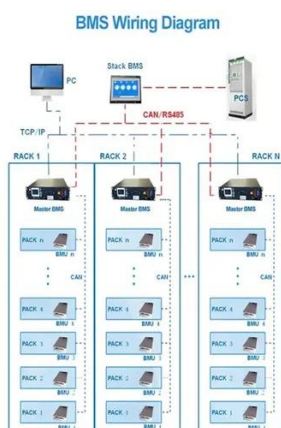 BMS Wiring Diagram
PC
Stack BMS
PCS
CAN/RS485
TCP/IP
RACK 1
RACK 2
RACK N
Master BMS
Master BMS
Master BMS
PACK n
BMU n
PACK n
BMU n
PACK n
BMU n
CAN
CAN
CAN
PACK 4
BMU 4
PACK 4
BMU 4
PACK 4
BMU 4
PACK 3
BMU 3
PACK 3
BMU 3
PACK 3
BMU 3
PACK 2
BMU 2
PACK 2
BMU 2
PACK 2
BMU 2
PACK 1
PACK 1
PACK 1